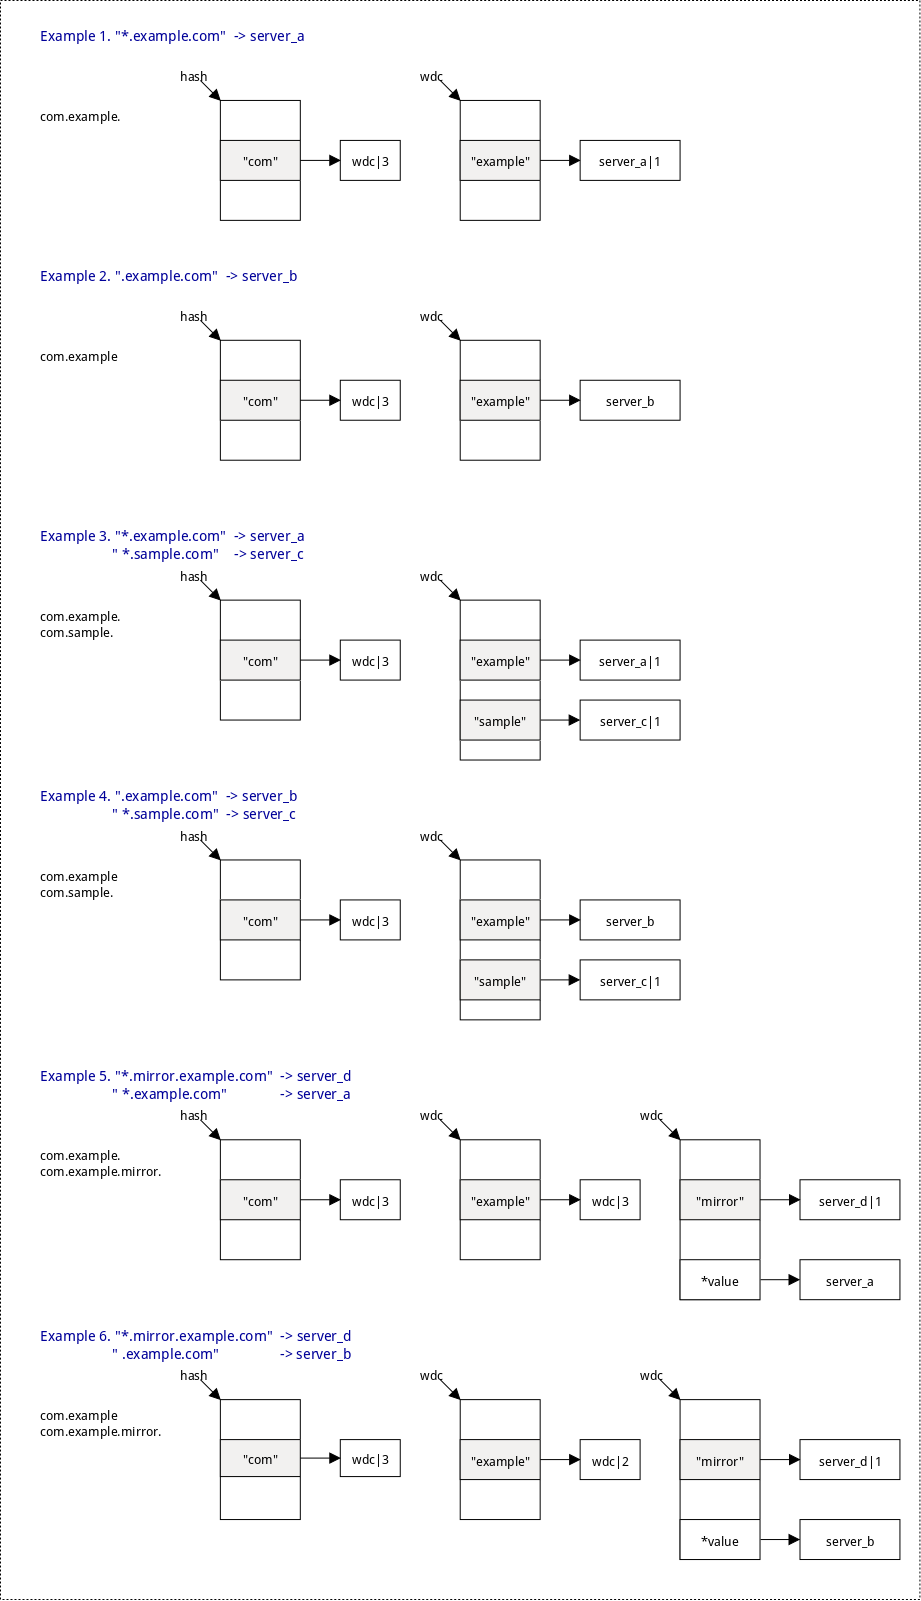 Example 1. "*.example.com" -> server_a
hash wdc
com.example.
"com" wdc|3 "example" server_a|1
Example 2. ".example.com" -> server_b
hash wdc
com.example
"com" wdc|3 "example" server_b
Example 3. "*.example.com" -> server_a
" *.sample.com" -> server_c
hash wdc
com.example.
com.sample.
"com" wdc|3 "example" server_a|1
"sample" server_c|1
Example 4. ".example.com" -> server_b
" *.sample.com" -> server_c
hash wdc
com.example
com.sample.
"com" wdc|3 "example" server_b
"sample" server_c|1
Example 5. "*.mirror.example.com" -> server_d
" *.example.com" -> server_a
hash wdc wdc
com.example.
com.example.mirror.
"com" wdc|3 "example" wdc|3 "mirror" server_d|1
*value server_a
Example 6. "*.mirror.example.com" -> server_d
" .example.com" -> server_b
hash wdc wdc
com.example
com.example.mirror.
"com" wdc|3 "example" wdc|2 "mirror" server_d|1
*value server_b